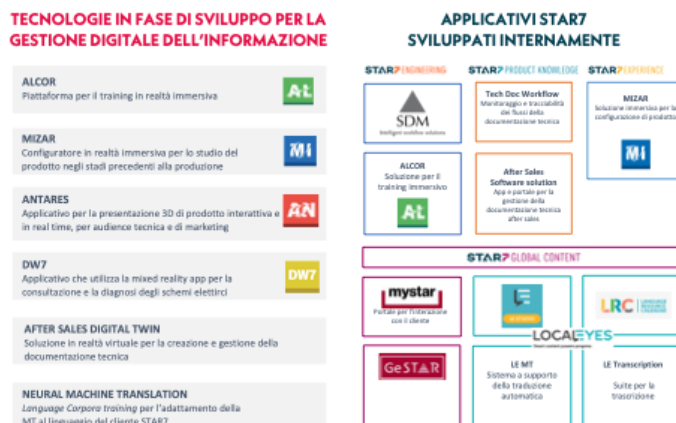 TECNOLOGIE IN FASE DI SVILUPPO PER LA
GESTIONE DIGITALE DELL'INFORMAZIONE
ALCOR
Piattaforma per il training in realtà immersiva
AL
MIZAR
Configuratore in realtà immersiva per lo studio del
prodotto negli stadi precedenti alla produzione
MI
ANTARES
Applicativo per la presentazione 3D di prodotto interattiva e
in real time, per audience tecnica e di marketing
AN
DW7
Applicativo che utilizza la mixed reality app per la
consultazione e la diagnosi degli schemi elettirci
DW7
AFTER SALES DIGITAL TWIN
Soluzione in realtà virtuale per la creazione e gestione della
documentazione tecnica
NEURAL MACHINE TRANSLATION
Language Corpora training per l'adattamento della
MT al linguaggio del cliente STAR7
APPLICATIVI STAR7
SVILUPPATI INTERNAMENTE
STAR7 ENGINEERING
SDM
Intelligent workflow solutions
ALCOR
Soluzione per il
training immersivo
AL
STAR7 PRODUCT KNOWLEDGE
Tech Doc Workflow
Monitoraggio e tracciabilità
dei flussi della
documentazione tecnica
After Sales
Software solution
App e portale per la
gestione della
documentazione tecnica
after sales
STAR7 EXPERIENCE
MIZAR
Soluzione immersiva per la
configurazione di prodotto
MI
STAR7 GLOBAL CONTENT
mystar
Portale per l'interazione
con il cliente
LE
LRC LANGUAGE
RESOURCE
LOCALEYES
GeSTAR
LE MT
Sistema a supporto
della traduzione
automatica
LE Transcription
Suite per la
trascrizione